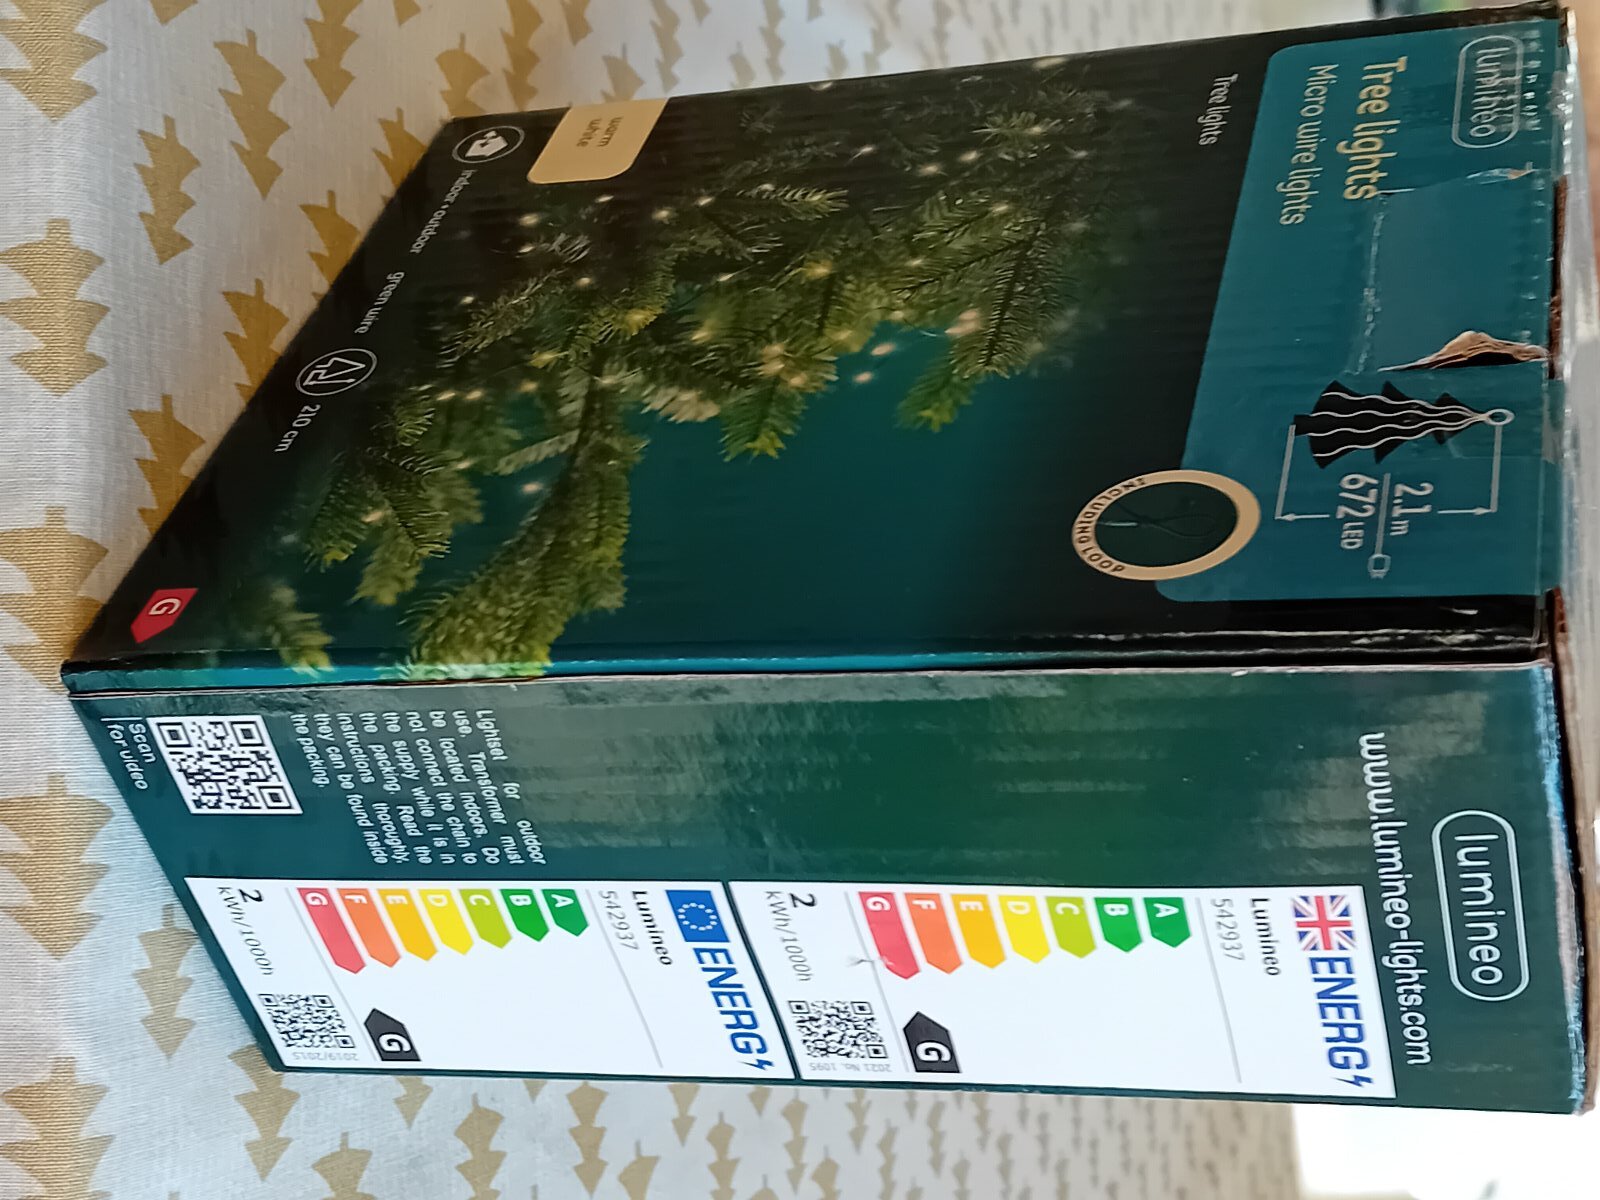 lumineo
Tree lights
Micro wire lights
2.1 m
672 LED
INCLUDING LOOP
Tree lights
warm
white
indoor + outdoor
green wire
210 cm
G
lumineo
www.lumineo-lights.com
ENERG
Lumineo
542937
A
B
C
D
E
F
G
G
2
kWh/1000h
2021 No. 1095
ENERG
Lumineo
542937
A
B
C
D
E
F
G
G
2
kWh/1000h
2019/2015
Lightset for outdoor
use. Transformer must
be located indoors. Do
not connect the chain to
the supply while it is in
the packing. Read the
instructions thoroughly,
they can be found inside
the packing.
Scan
for video